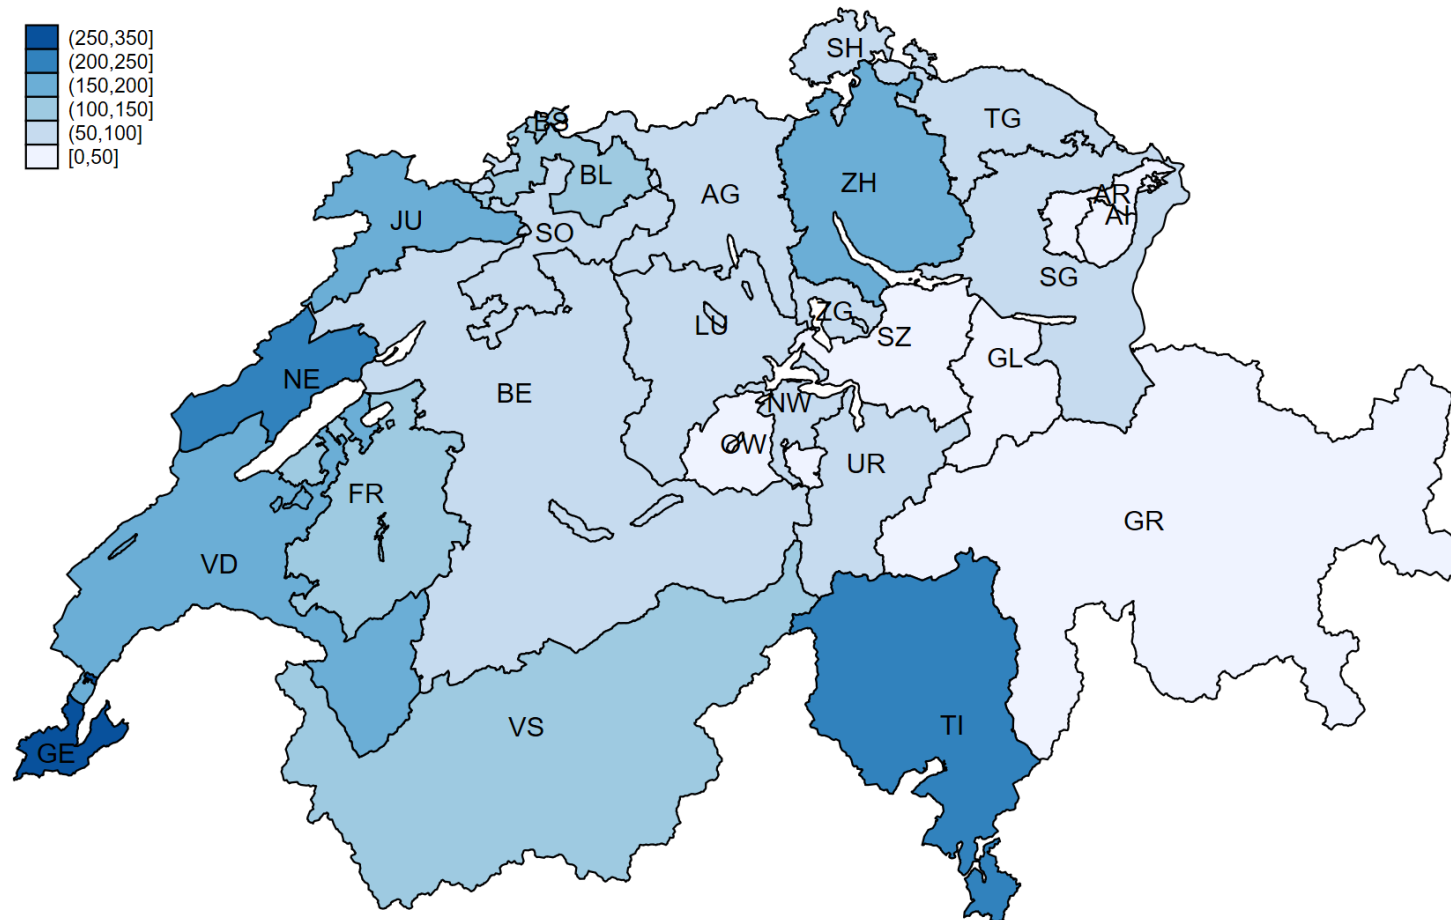 (250,350]
(200,250]
(150,200]
(100,150]
(50,100]
[0,50]
SH
TG
BS
BL
AG
ZH
AR
AI
JU
SO
SG
ZG
LU
SZ
GL
NE
BE
NW
OW
UR
FR
GR
VD
VS
TI
GE